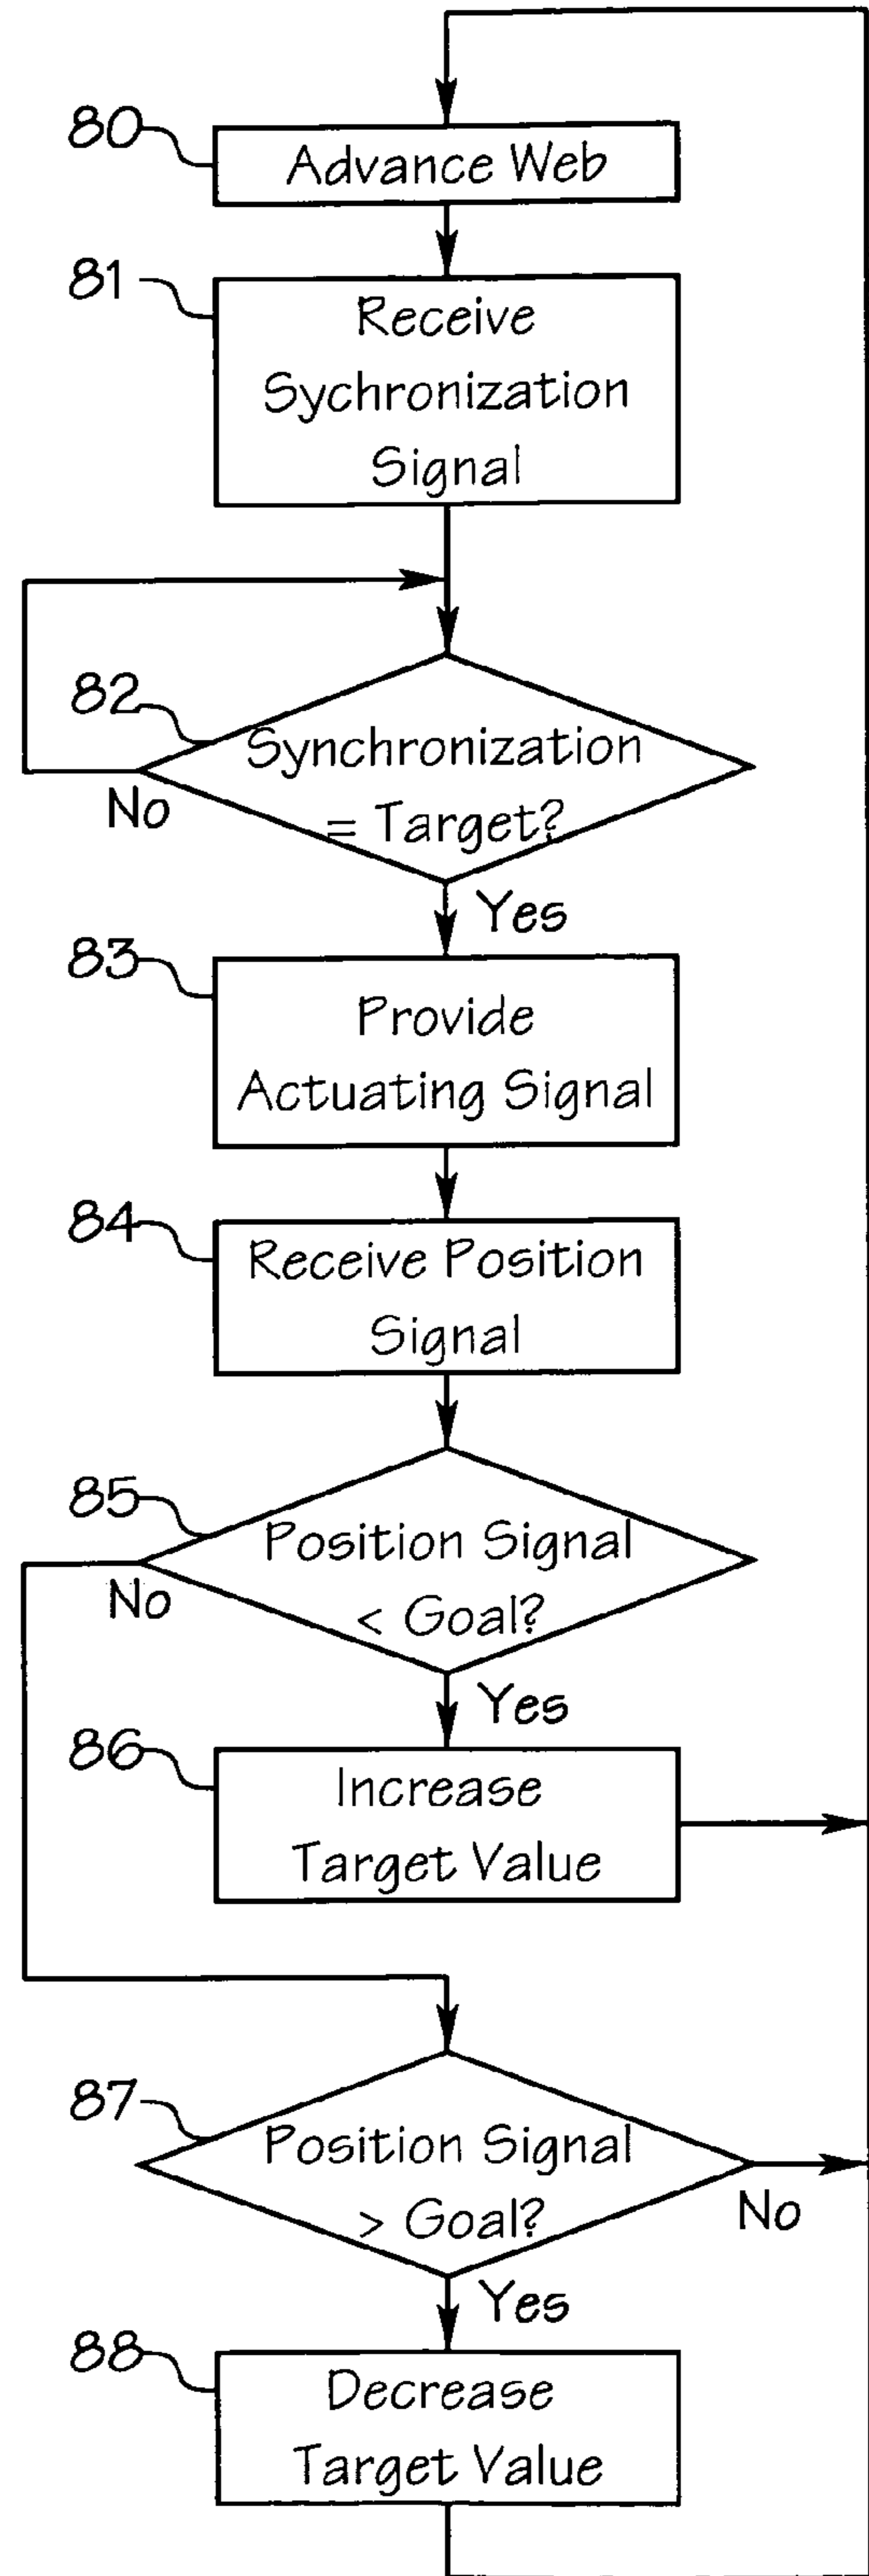 80
Advance Web
81
Receive
Sychronization
Signal
82
Synchronization
= Target?
No
Yes
83
Provide
Actuating Signal
84
Receive Position
Signal
85
Position Signal
< Goal?
No
Yes
86
Increase
Target Value
87
Position Signal
> Goal?
No
Yes
88
Decrease
Target Value